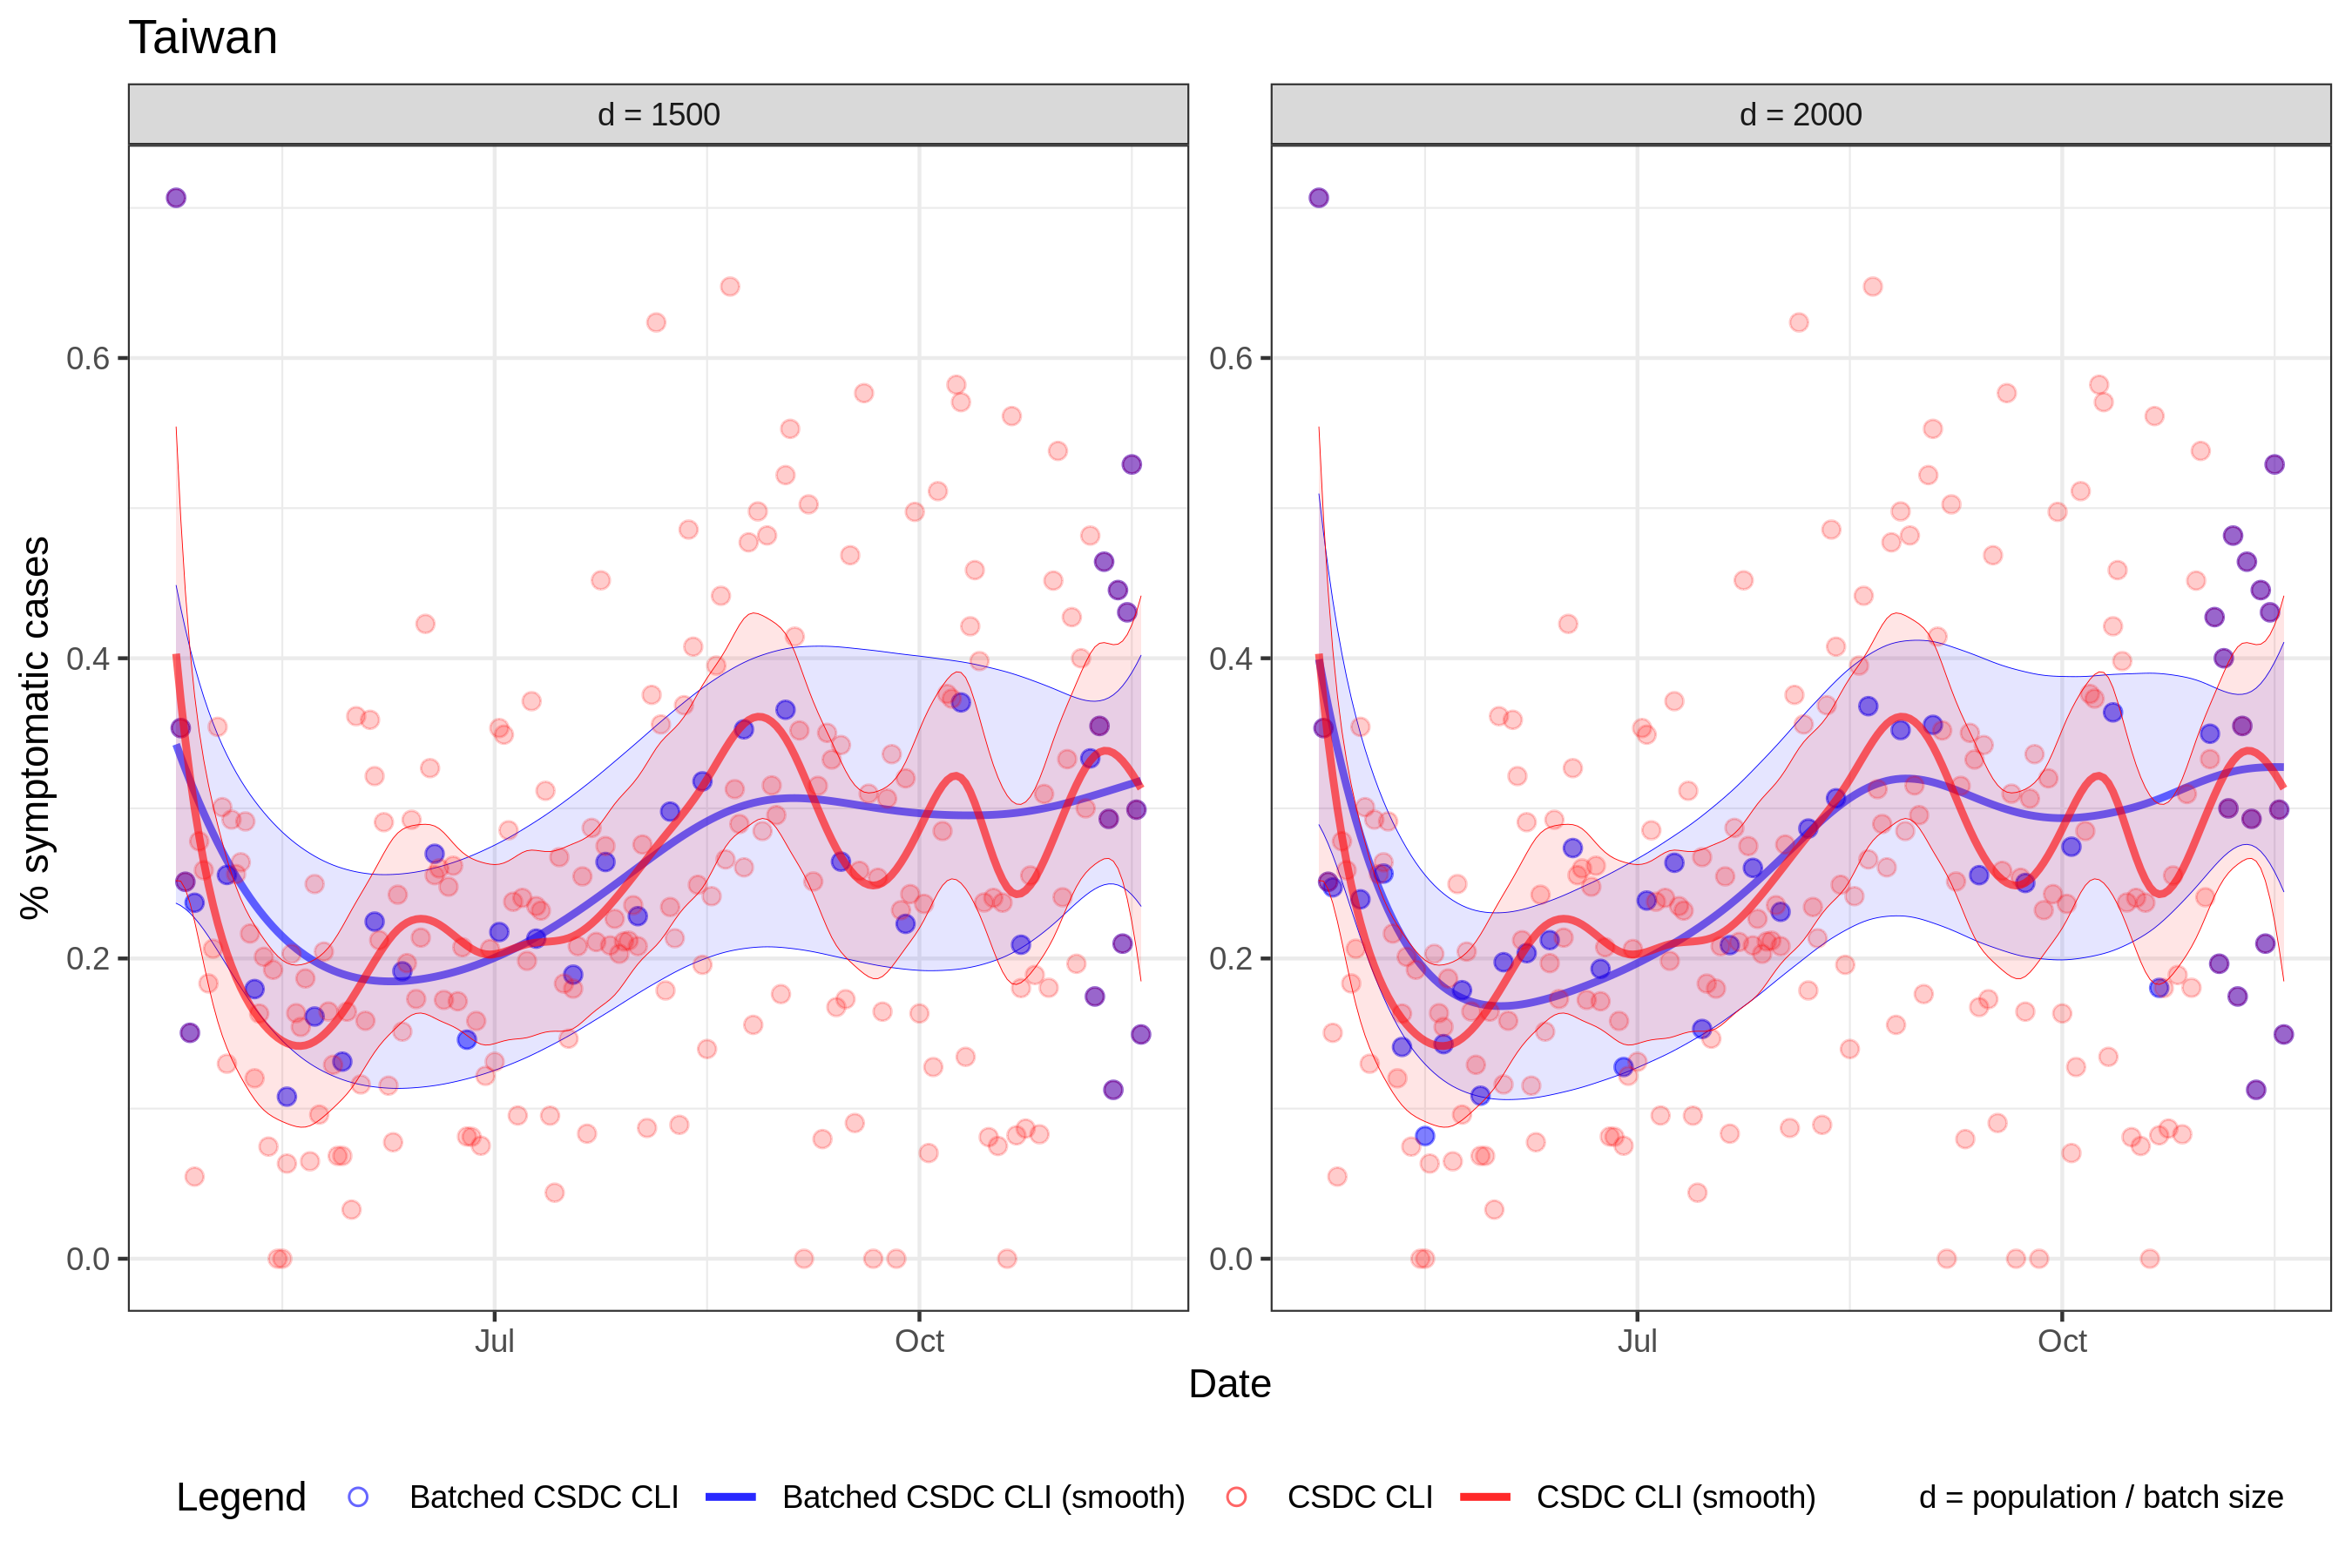 Taiwan
d = 1500
d = 2000
% symptomatic cases
0.6
0.4
0.2
0.0
0.6
0.4
0.2
0.0
Jul
Oct
Jul
Oct
Date
Legend
Batched CSDC CLI
Batched CSDC CLI (smooth)
CSDC CLI
CSDC CLI (smooth)
d = population / batch size